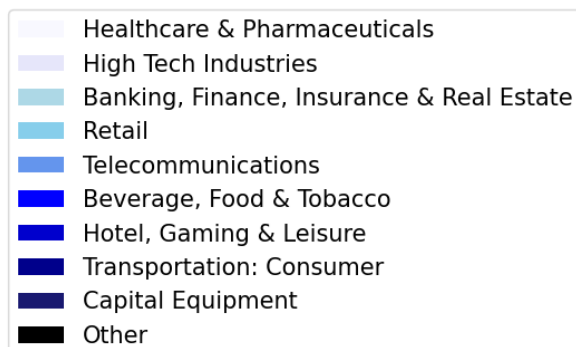 Healthcare & Pharmaceuticals
High Tech Industries
Banking, Finance, Insurance & Real Estate
Retail
Telecommunications
Beverage, Food & Tobacco
Hotel, Gaming & Leisure
Transportation: Consumer
Capital Equipment
Other